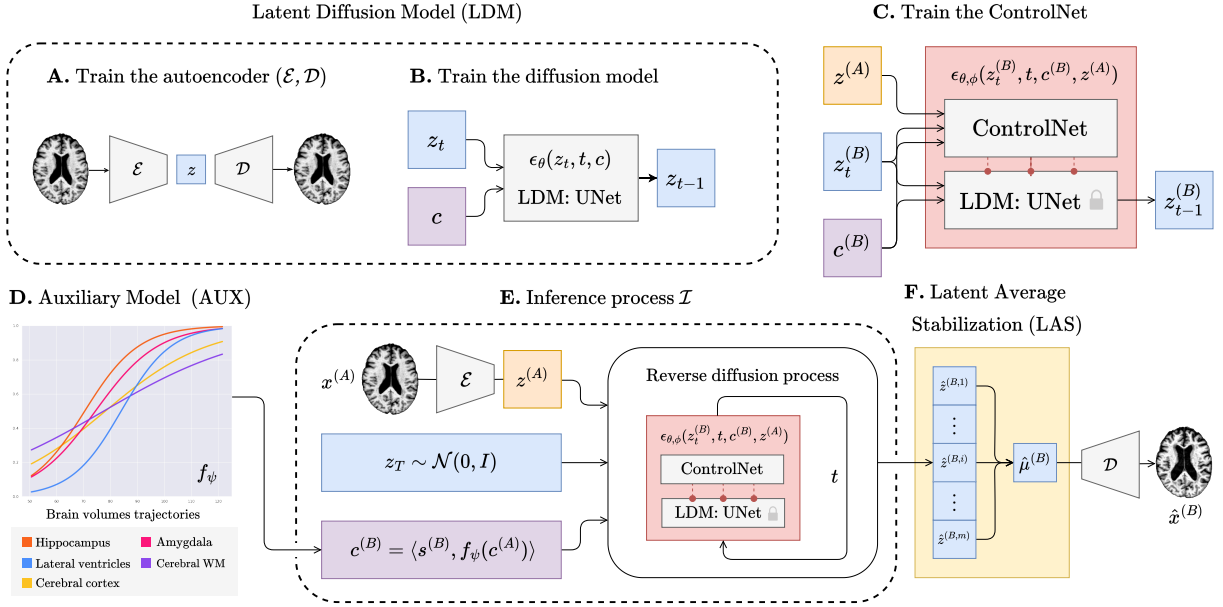 Latent Diffusion Model (LDM)
A. Train the autoencoder (ℰ, 𝒟)
ℰ
z
𝒟
B. Train the diffusion model
z_t
c
ϵ_θ(z_t, t, c)
LDM: UNet
z_{t−1}
C. Train the ControlNet
z^{(A)}
z_t^{(B)}
c^{(B)}
ϵ_{θ,ϕ}(z_t^{(B)}, t, c^{(B)}, z^{(A)})
ControlNet
LDM: UNet
z_{t−1}^{(B)}
D. Auxiliary Model (AUX)
f_ψ
Brain volumes trajectories
Hippocampus
Amygdala
Lateral ventricles
Cerebral WM
Cerebral cortex
E. Inference process ℐ
x^{(A)}
ℰ
z^{(A)}
z_T ∼ 𝒩(0, I)
c^{(B)} = ⟨s^{(B)}, f_ψ(c^{(A)})⟩
Reverse diffusion process
ϵ_{θ,ϕ}(z_t^{(B)}, t, c^{(B)}, z^{(A)})
ControlNet
LDM: UNet
t
F. Latent Average
Stabilization (LAS)
ẑ^{(B,1)}
⋮
ẑ^{(B,i)}
⋮
ẑ^{(B,m)}
μ̂^{(B)}
𝒟
x̂^{(B)}